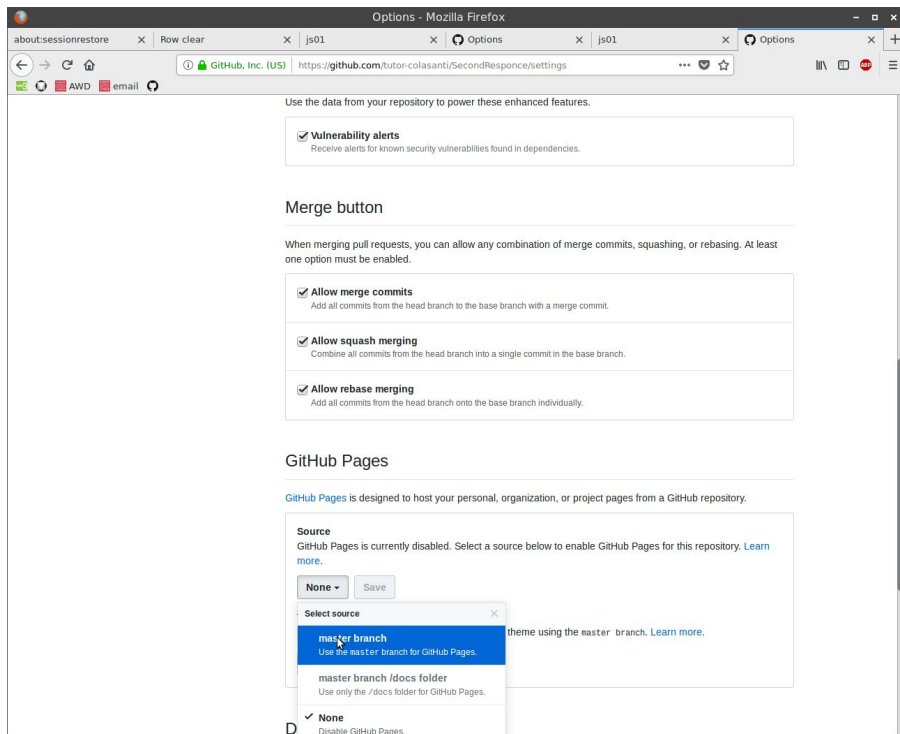 Options - Mozilla Firefox
about:sessionrestore
Row clear
js01
Options
js01
Options
GitHub, Inc. (US)
https://github.com/tutor-colasanti/SecondResponce/settings
AWD
email
ABP
Use the data from your repository to power these enhanced features.
Vulnerability alerts
Receive alerts for known security vulnerablities found in dependencies.
Merge button
When merging pull requests, you can allow any combination of merge commits, squashing, or rebasing. At least
one option must be enabled.
Allow merge commits
Add all commits from the head branch to the base branch with a merge commit.
Allow squash merging
Combine all commits from the head branch into a single commit in the base branch.
Allow rebase merging
Add all commits from the head branch onto the base branch individually.
GitHub Pages
GitHub Pages is designed to host your personal, organization, or project pages from a GitHub repository.
Source
GitHub Pages is currently disabled. Select a source below to enable GitHub Pages for this repository. Learn
more.
None
Save
Select source
master branch
Use the master branch for GitHub Pages.
theme using the master branch. Learn more.
master branch /docs folder
Use only the /docs folder for GitHub Pages.
None
D
Disable GitHub Pages.